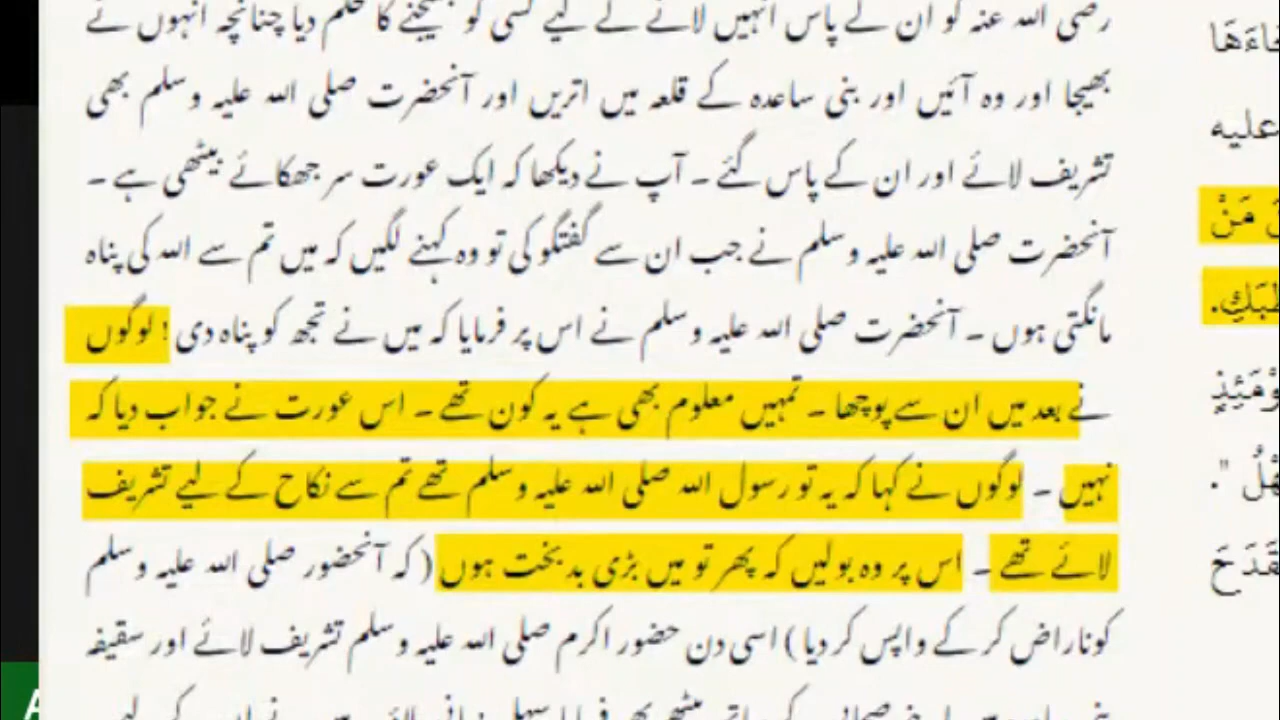 رضی اللہ عنہ کو ان کے پاس انہیں لانے کے لیے کسی کو بھیجنے کا حکم دیا چنانچہ انہوں نے
بھیجا اور وہ آئیں اور بنی ساعدہ کے قلعہ میں اتریں اور آنحضرت صلی اللہ علیہ وسلم بھی
تشریف لائے اور ان کے پاس گئے ۔ آپ نے دیکھا کہ ایک عورت سر جھکائے بیٹھی ہے ۔
آنحضرت صلی اللہ علیہ وسلم نے جب ان سے گفتگو کی تو وہ کہنے لگیں کہ میں تم سے اللہ کی پناہ
مانگتی ہوں ۔ آنحضرت صلی اللہ علیہ وسلم نے اس پر فرمایا کہ میں نے تجھ کو پناہ دی ! لوگوں
نے بعد میں ان سے پوچھا ۔ تمہیں معلوم بھی ہے یہ کون تھے ۔ اس عورت نے جواب دیا کہ
نہیں ۔ لوگوں نے کہا کہ یہ تو رسول اللہ صلی اللہ علیہ وسلم تھے تم سے نکاح کے لیے تشریف
لائے تھے ۔ اس پر وہ بولیں کہ پھر تو میں بڑی بدبخت ہوں ( کہ آنحضور صلی اللہ علیہ وسلم
کو ناراض کر کے واپس کر دیا ) اسی دن حضور اکرم صلی اللہ علیہ وسلم تشریف لائے اور سقیفہ
عليه
مَنْ